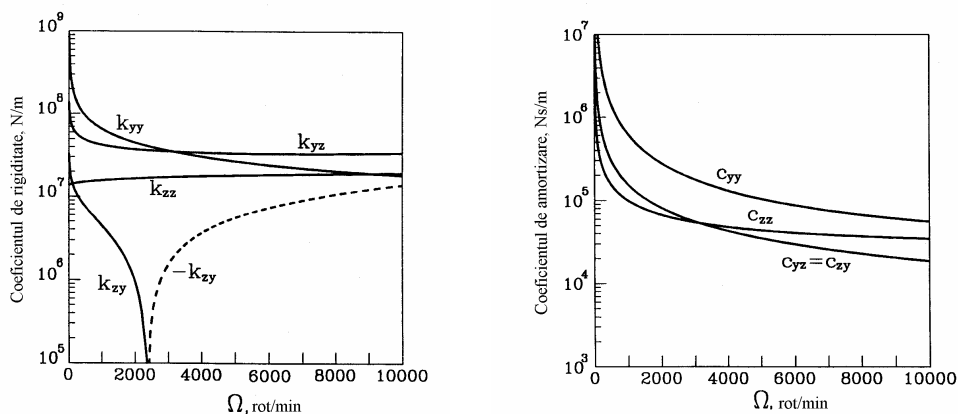 Coeficientul de rigiditate, N/m
10^9
10^8
10^7
10^6
10^5
k_yy
k_yz
k_zz
k_zy
−k_zy
0 2000 4000 6000 8000 10000
Ω, rot/min
Coeficientul de amortizare, Ns/m
10^7
10^6
10^5
10^4
10^3
c_yy
c_zz
c_yz=c_zy
0 2000 4000 6000 8000 10000
Ω, rot/min